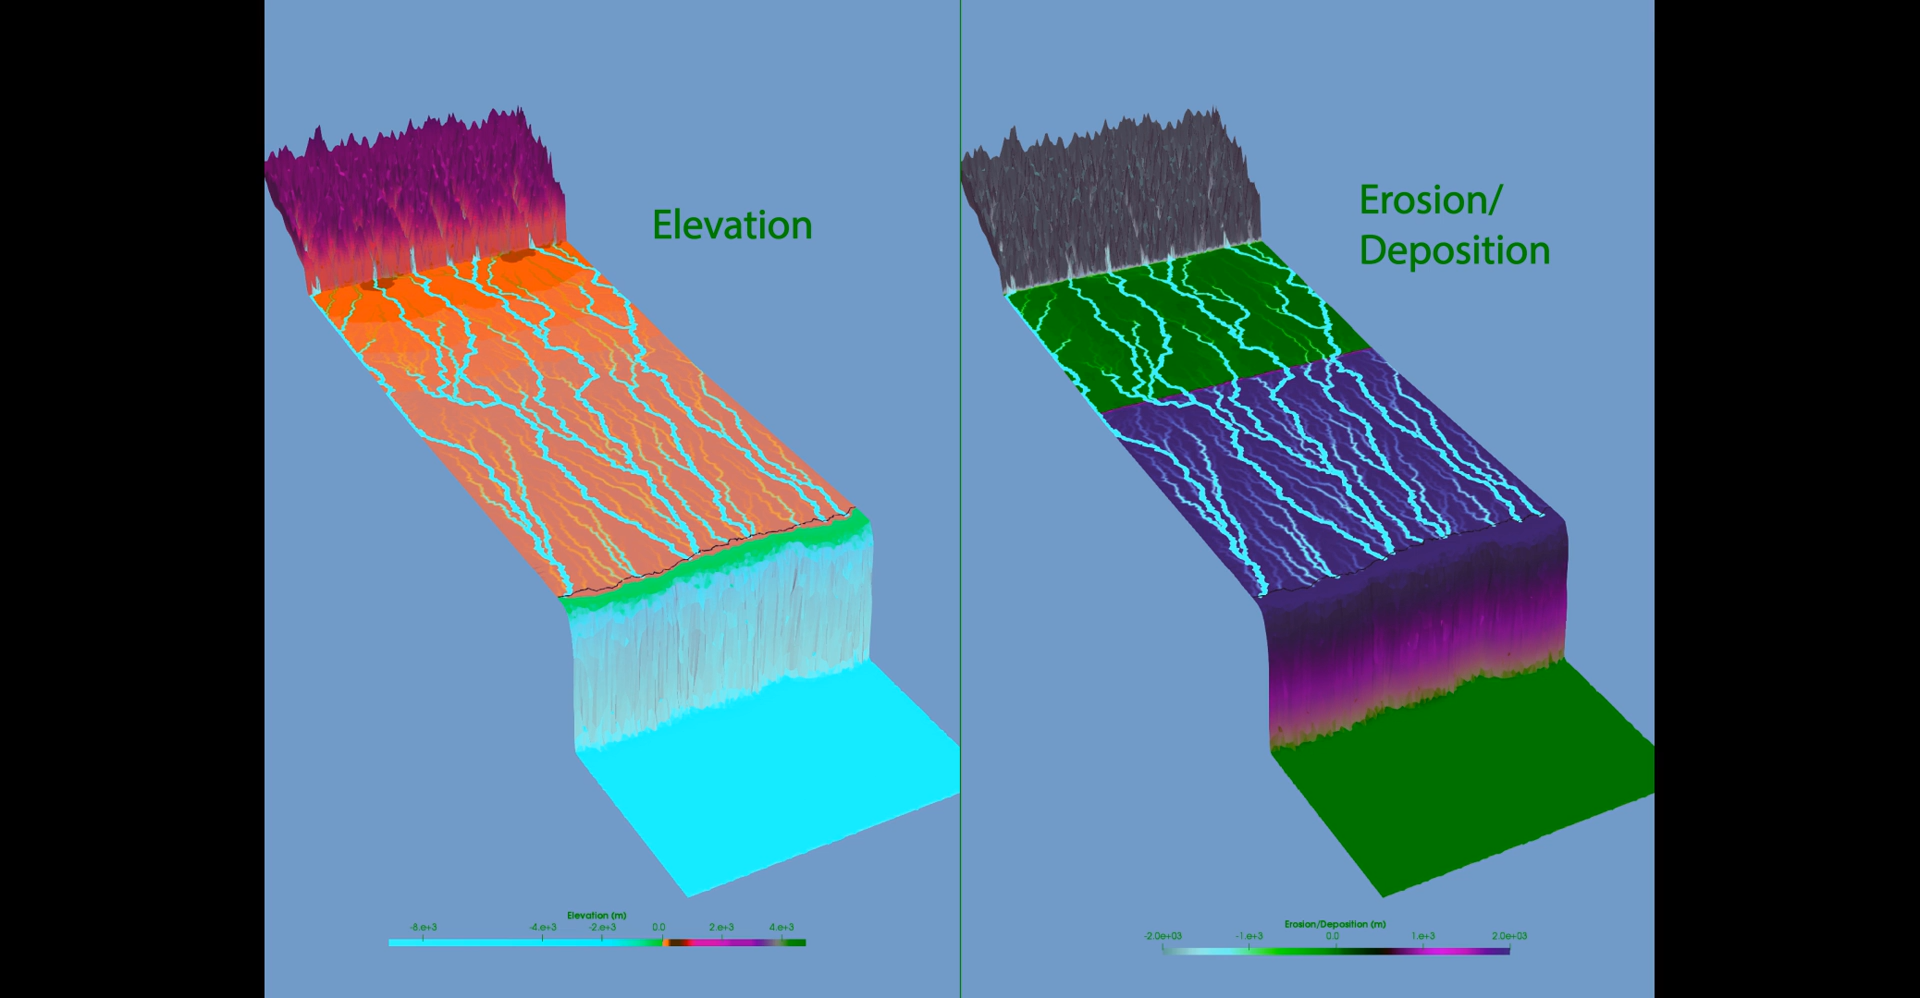 Elevation
Erosion/
Deposition
Elevation (m)
-8.e+3 -4.e+3 -2.e+3 0.0 2.e+3 4.e+3
Erosion/Deposition (m)
-2.0e+03 -1.e+3 0.0 1.e+3 2.0e+03